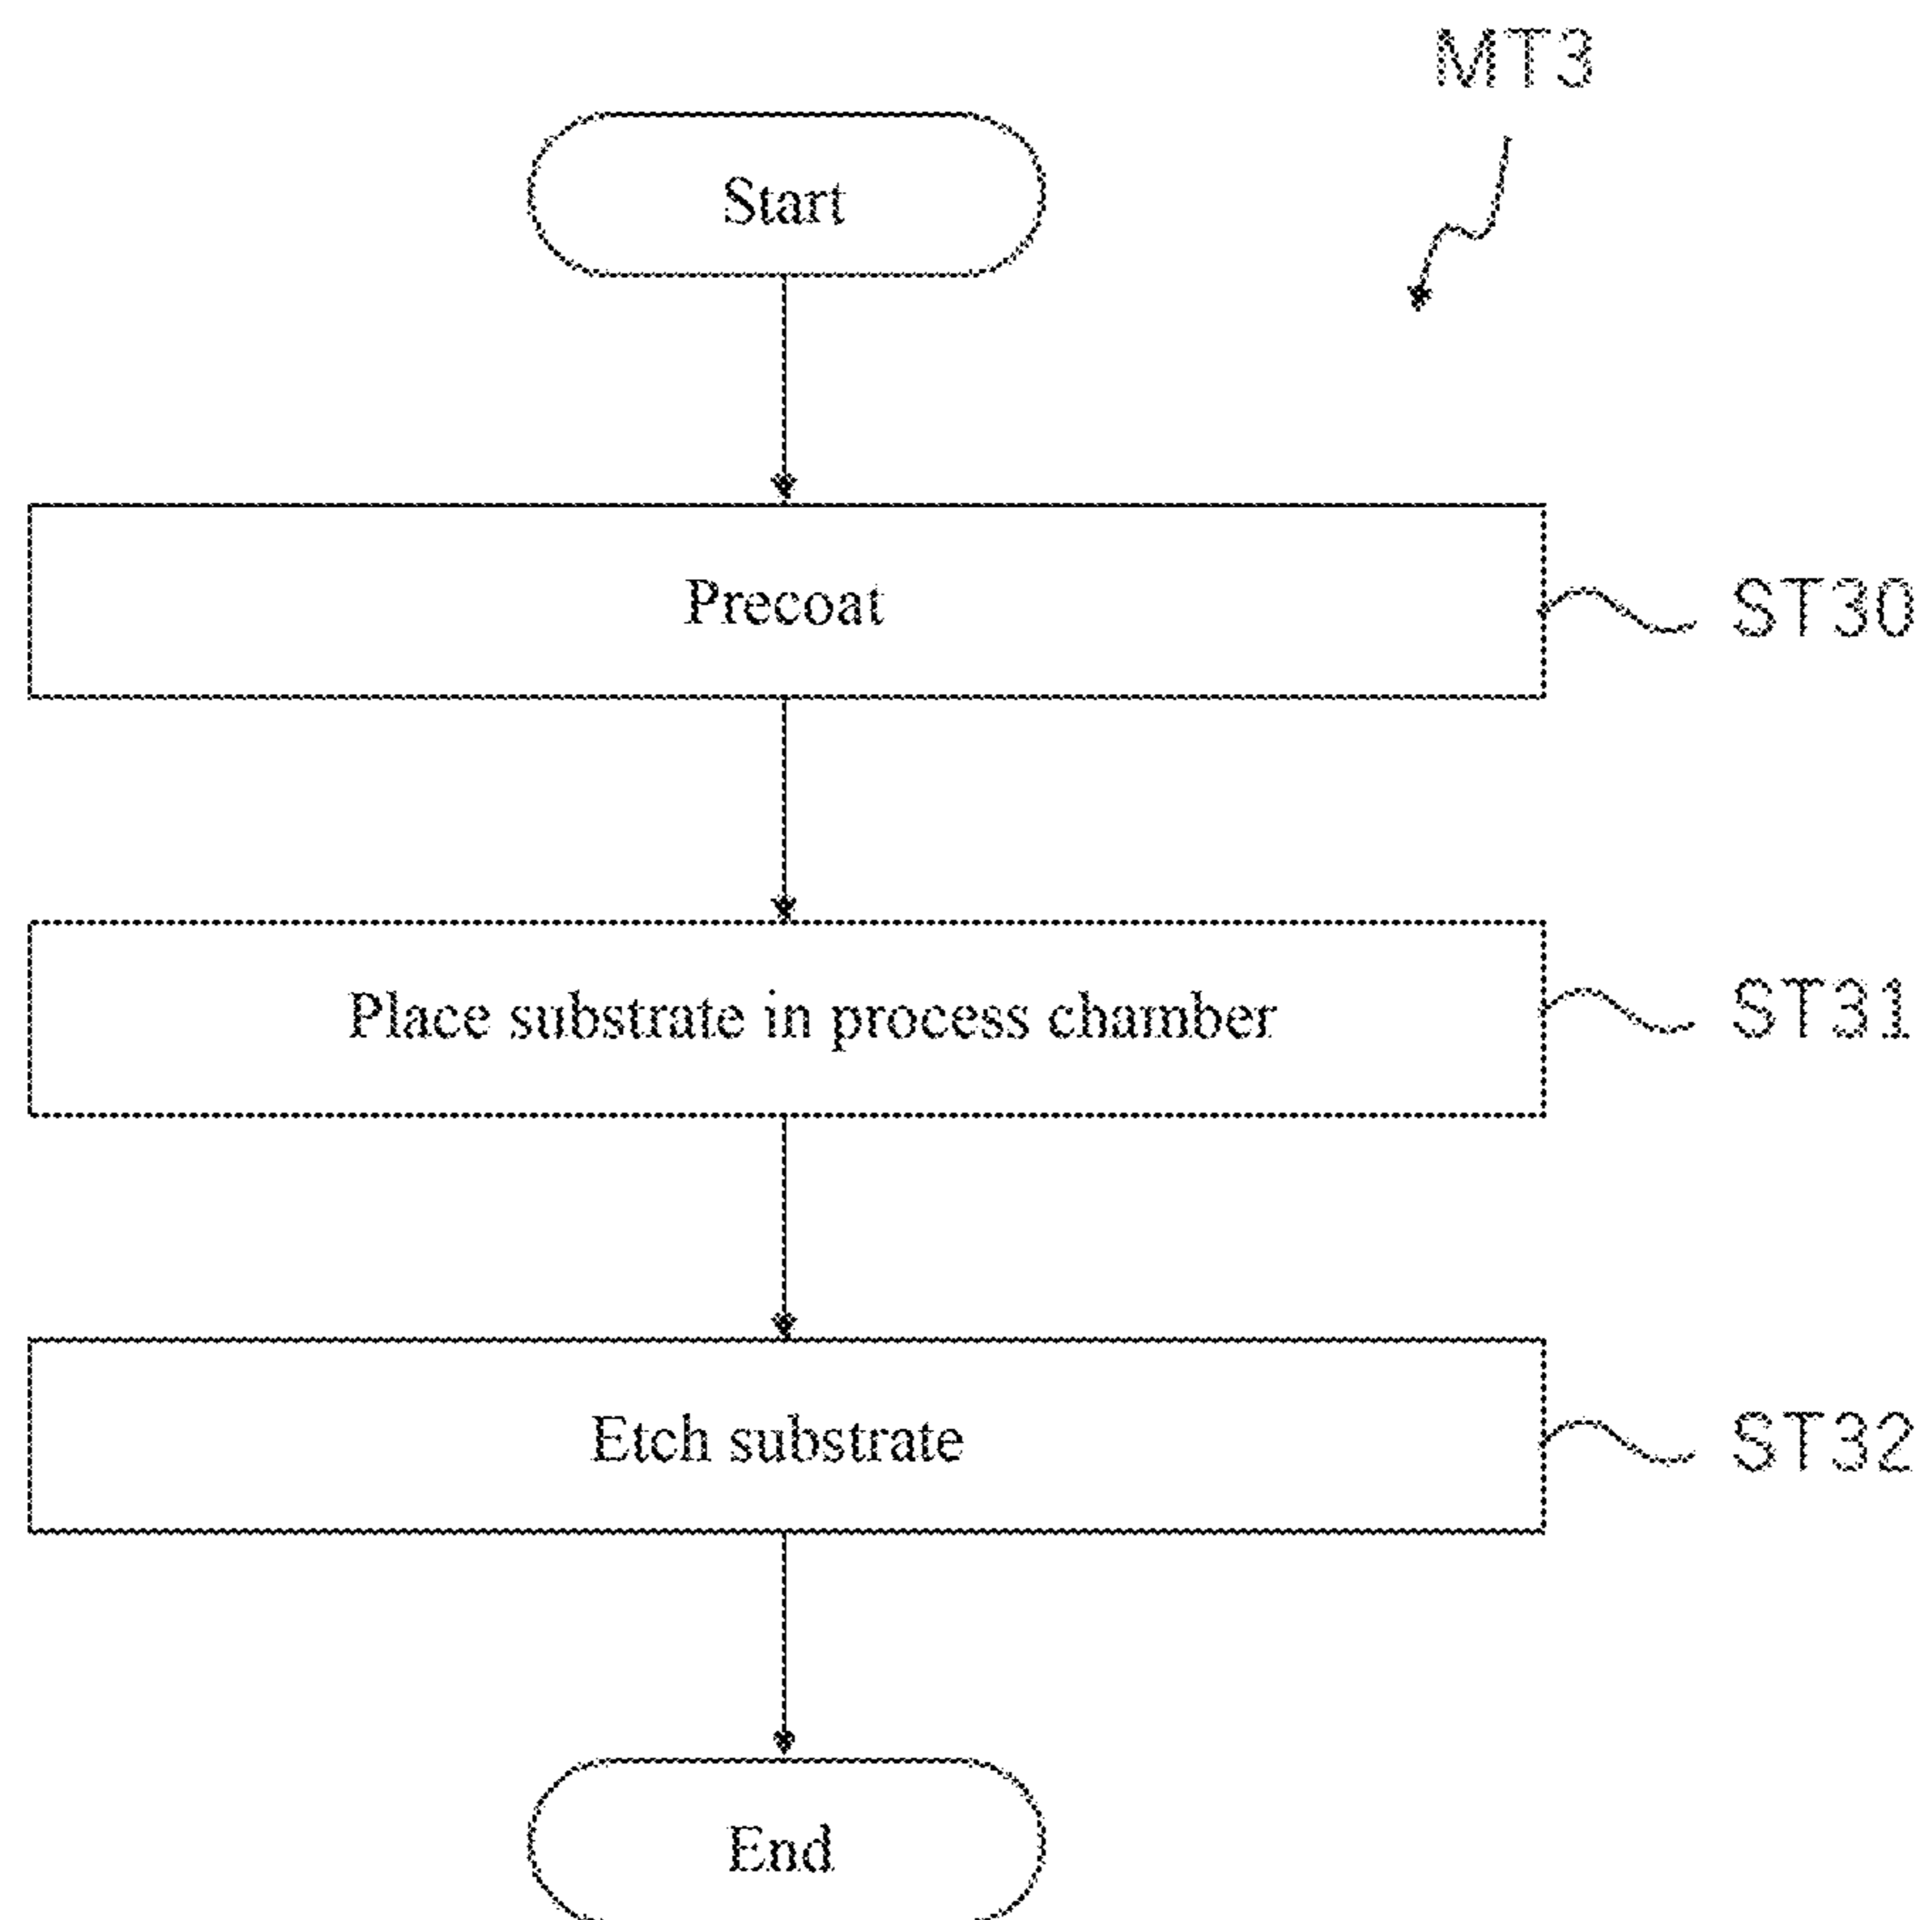 MT3
Start
Precoat
ST30
Place substrate in process chamber
ST31
Etch substrate
ST32
End